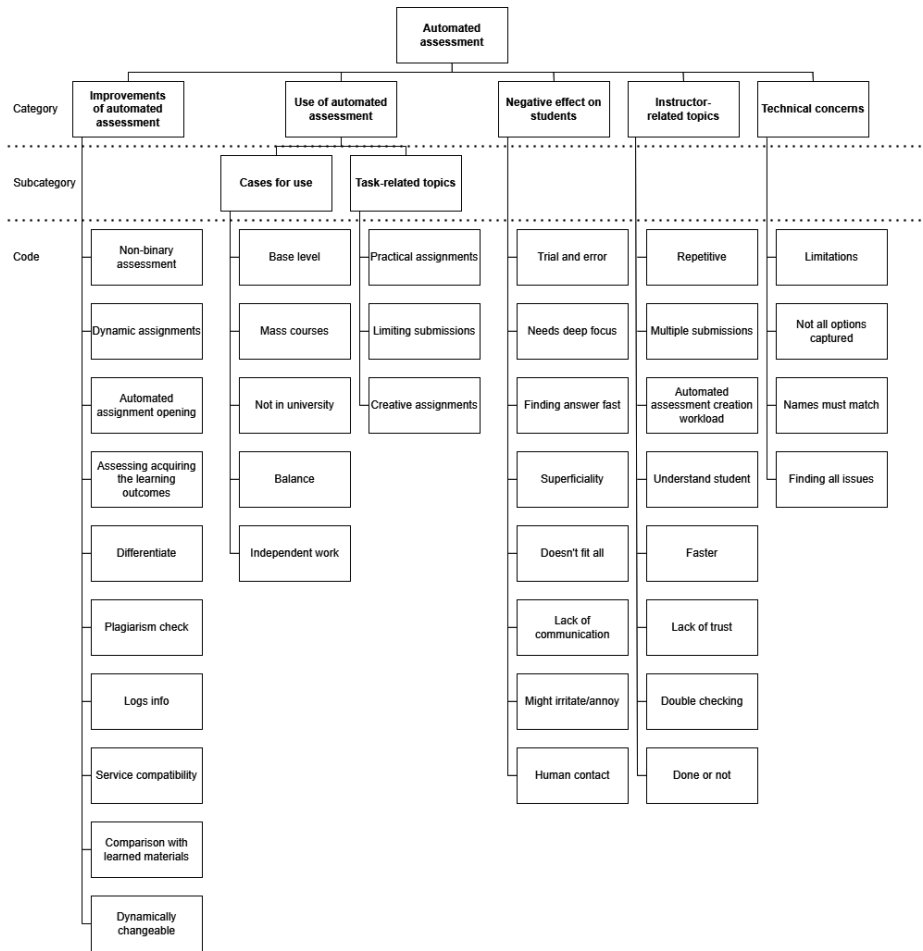 Automated
assessment
Category
Improvements
of automated
assessment
Use of automated
assessment
Negative effect on
students
Instructor-
related topics
Technical concerns
Subcategory
Cases for use
Task-related topics
Code
Non-binary
assessment
Base level
Practical assignments
Trial and error
Repetitive
Limitations
Dynamic assignments
Mass courses
Limiting submissions
Needs deep focus
Multiple submissions
Not all options
captured
Automated
assignment opening
Not in university
Creative assignments
Finding answer fast
Automated
assessment creation
workload
Names must match
Assessing acquiring
the learning
outcomes
Balance
Superficiality
Understand student
Finding all issues
Differentiate
Independent work
Doesn't fit all
Faster
Plagiarism check
Lack of
communication
Lack of trust
Logs info
Might irritate/annoy
Double checking
Service compatibility
Human contact
Done or not
Comparison with
learned materials
Dynamically
changeable